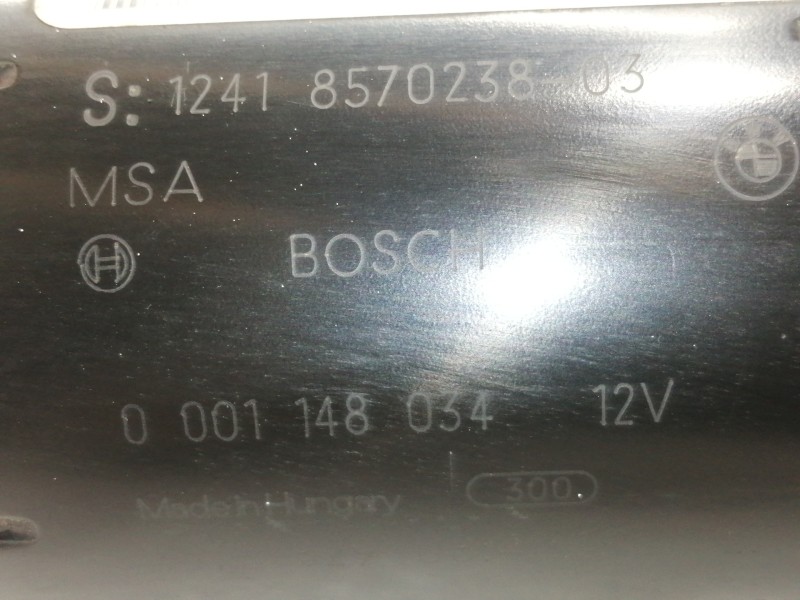 S: 1241 8570238 03
MSA
BOSCH
0 001 148 034 12V
Made in Hungary 300